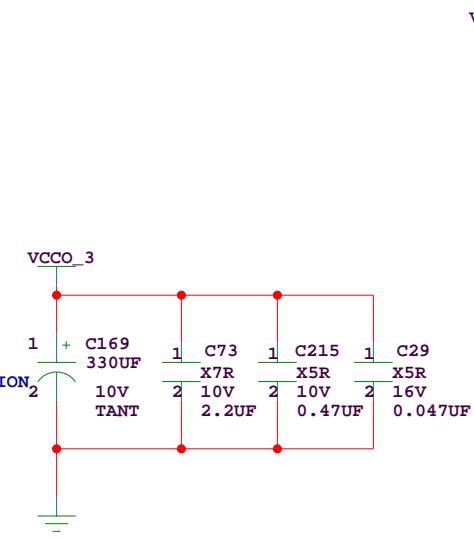 V
VCCO_3
1 + C169
330UF
10V
TANT
2
ION
1 C73
X7R
2 10V
2.2UF
1 C215
X5R
2 10V
0.47UF
1 C29
X5R
2 16V
0.047UF